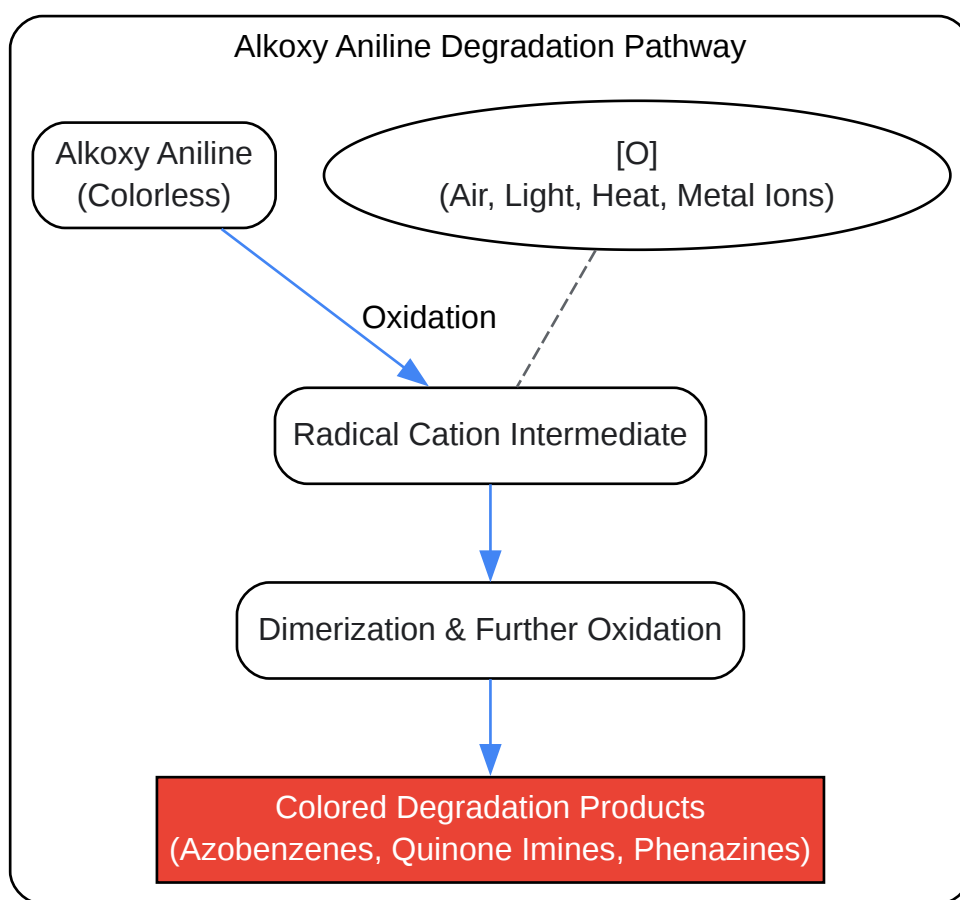 Alkoxy Aniline Degradation Pathway
Alkoxy Aniline
(Colorless)
[O]
(Air, Light, Heat, Metal Ions)
Oxidation
Radical Cation Intermediate
Dimerization & Further Oxidation
Colored Degradation Products
(Azobenzenes, Quinone Imines, Phenazines)